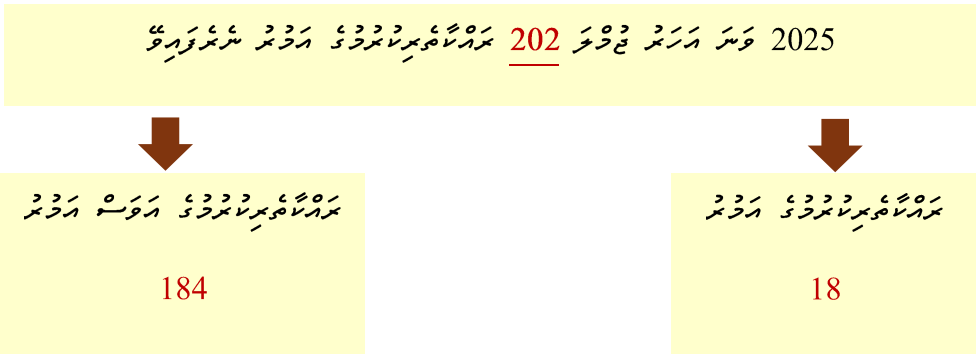 2025 ވަނަ އަހަރު ޖުމްލަ 202 ރައްކާތެރިކުރުމުގެ އަމުރު ނެރެފައިވޭ
ރައްކާތެރިކުރުމުގެ އަމުރު
18
ރައްކާތެރިކުރުމުގެ އަވަސް އަމުރު
184